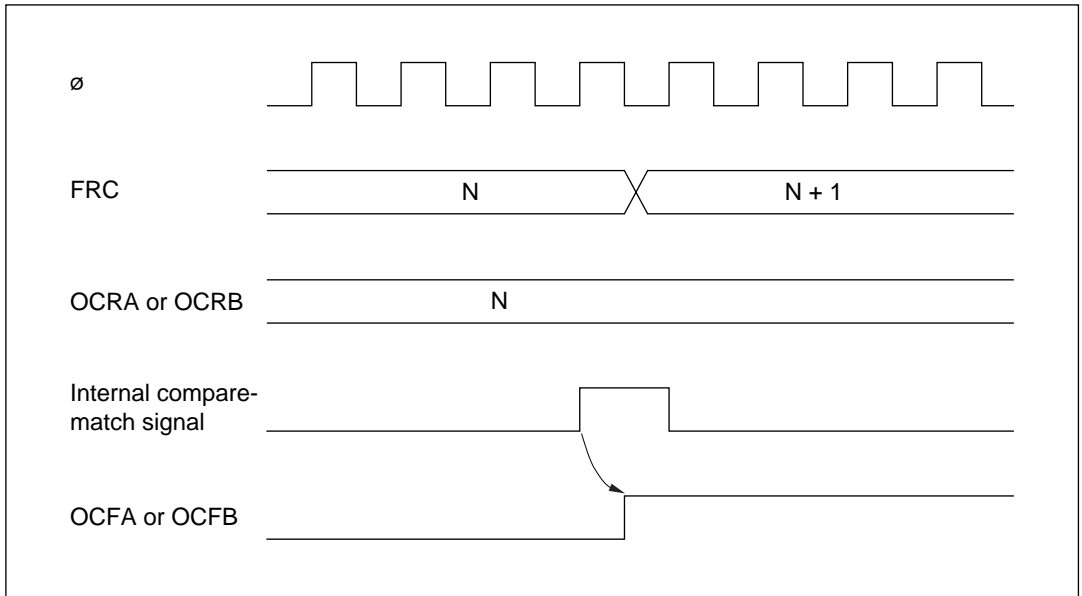 ø
FRC
N
N + 1
OCRA or OCRB
N
Internal compare-
match signal
OCFA or OCFB